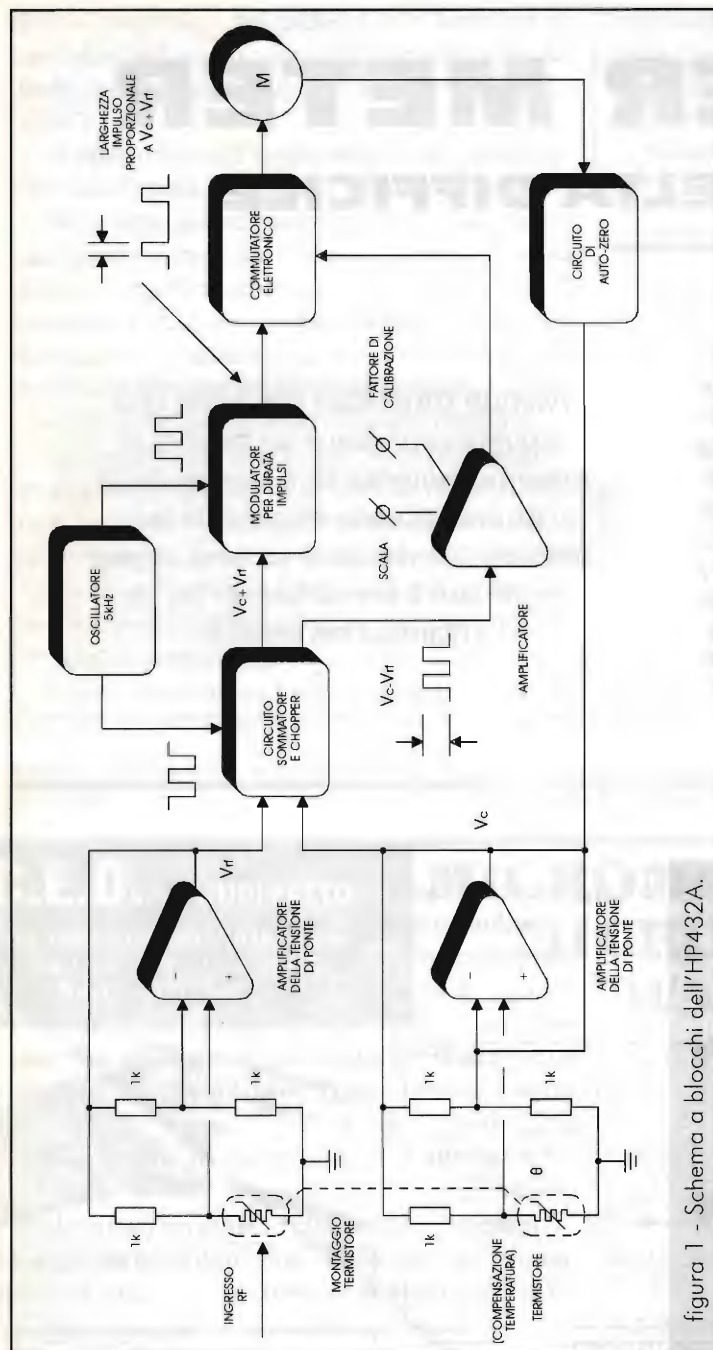 LARGHEZZA
IMPULSO
PROPORZIONALE
A Vc+Vrf
M
COMMUTATORE
ELETTRONICO
CIRCUITO
DI
AUTO-ZERO
FATTORE DI
CALIBRAZIONE
SCALA
MODULATORE
PER DURATA
IMPULSI
OSCILLATORE
5kHz
Vc+Vrf
AMPLIFICATORE
CIRCUITO
SOMMATORE
E CHOPPER
Vc-Vrf
Vrf
Vc
AMPLIFICATORE
DELLA TENSIONE
DI PONTE
- +
AMPLIFICATORE
DELLA TENSIONE
DI PONTE
- +
1k
1k
1k
1k
1k
1k
INGRESSO
RF
MONTAGGIO
TERMISTORE
θ
(COMPENSAZIONE
TEMPERATURA)
TERMISTORE
figura 1 - Schema a blocchi dell'HP432A.